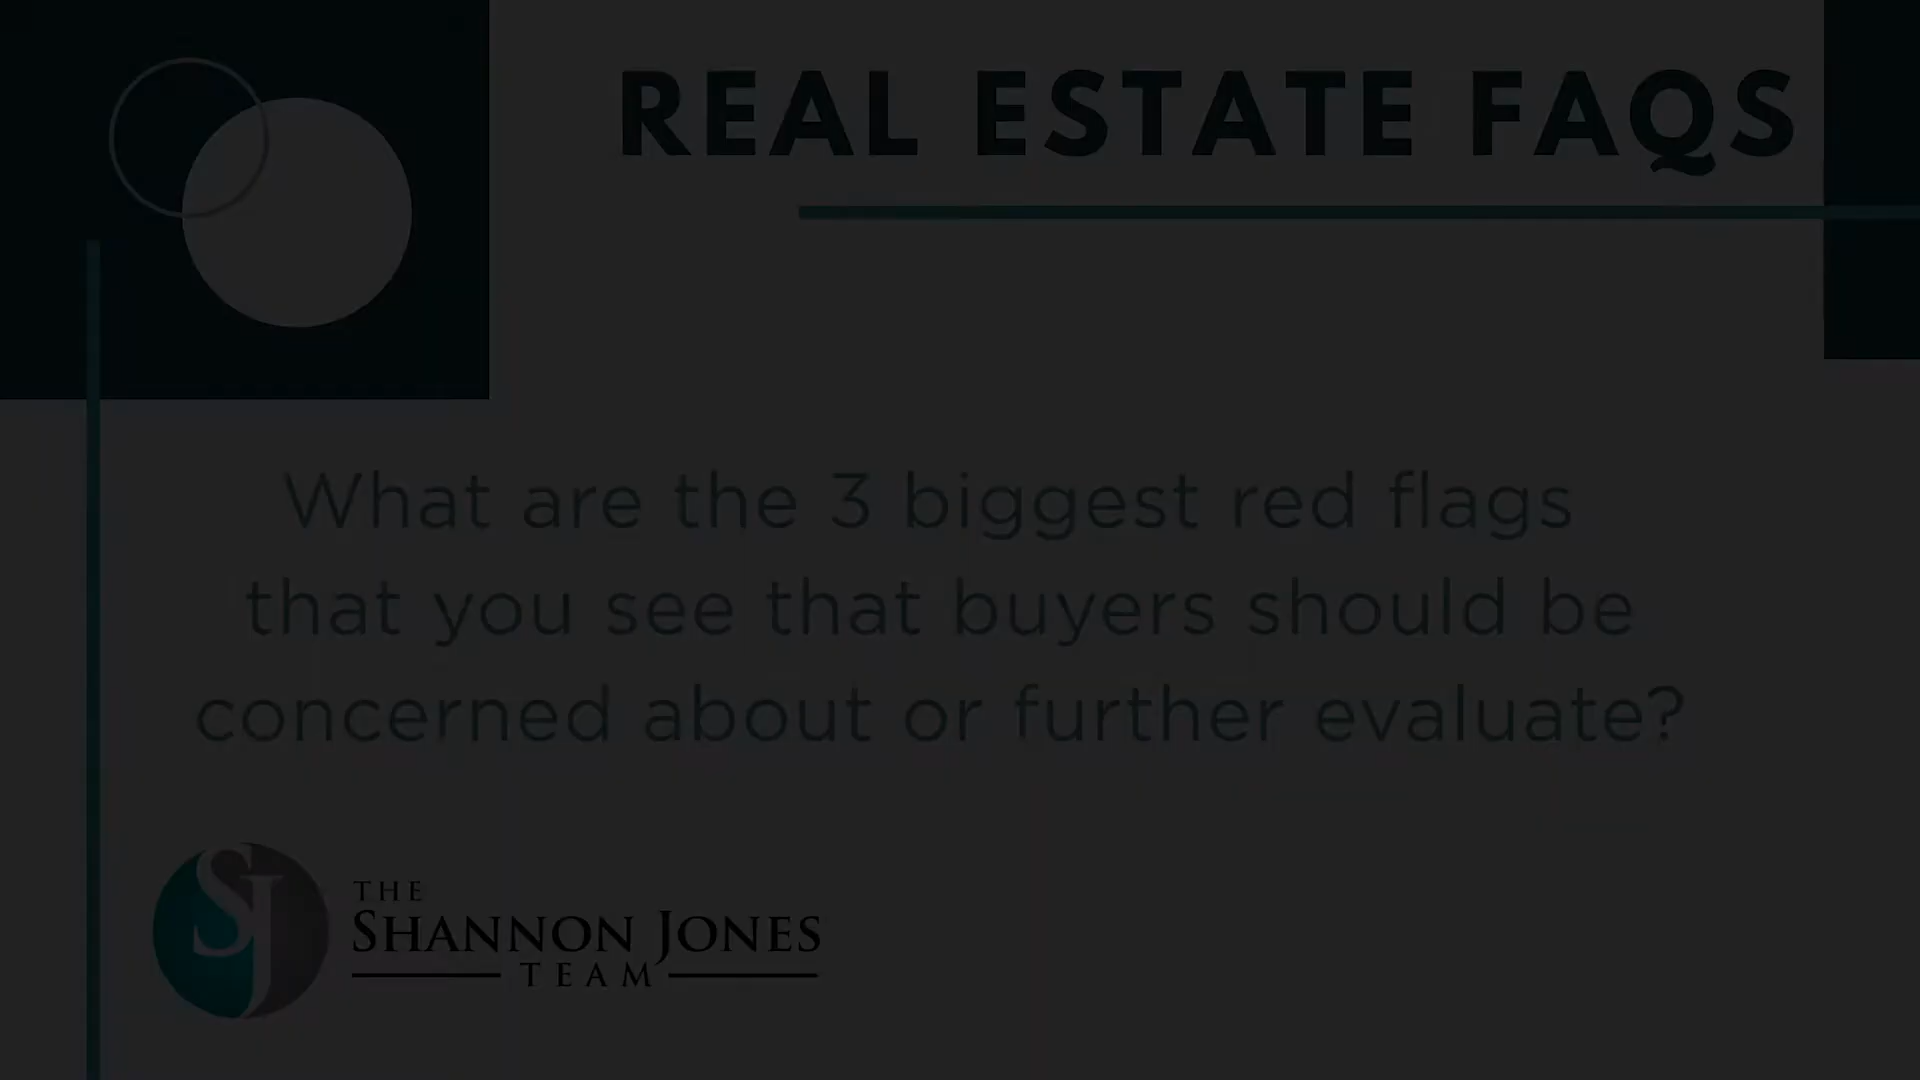 REAL ESTATE FAQS
What are the 3 biggest red flags
that you see that buyers should be
concerned about or further evaluate?
SJ
THE
SHANNON JONES
TEAM